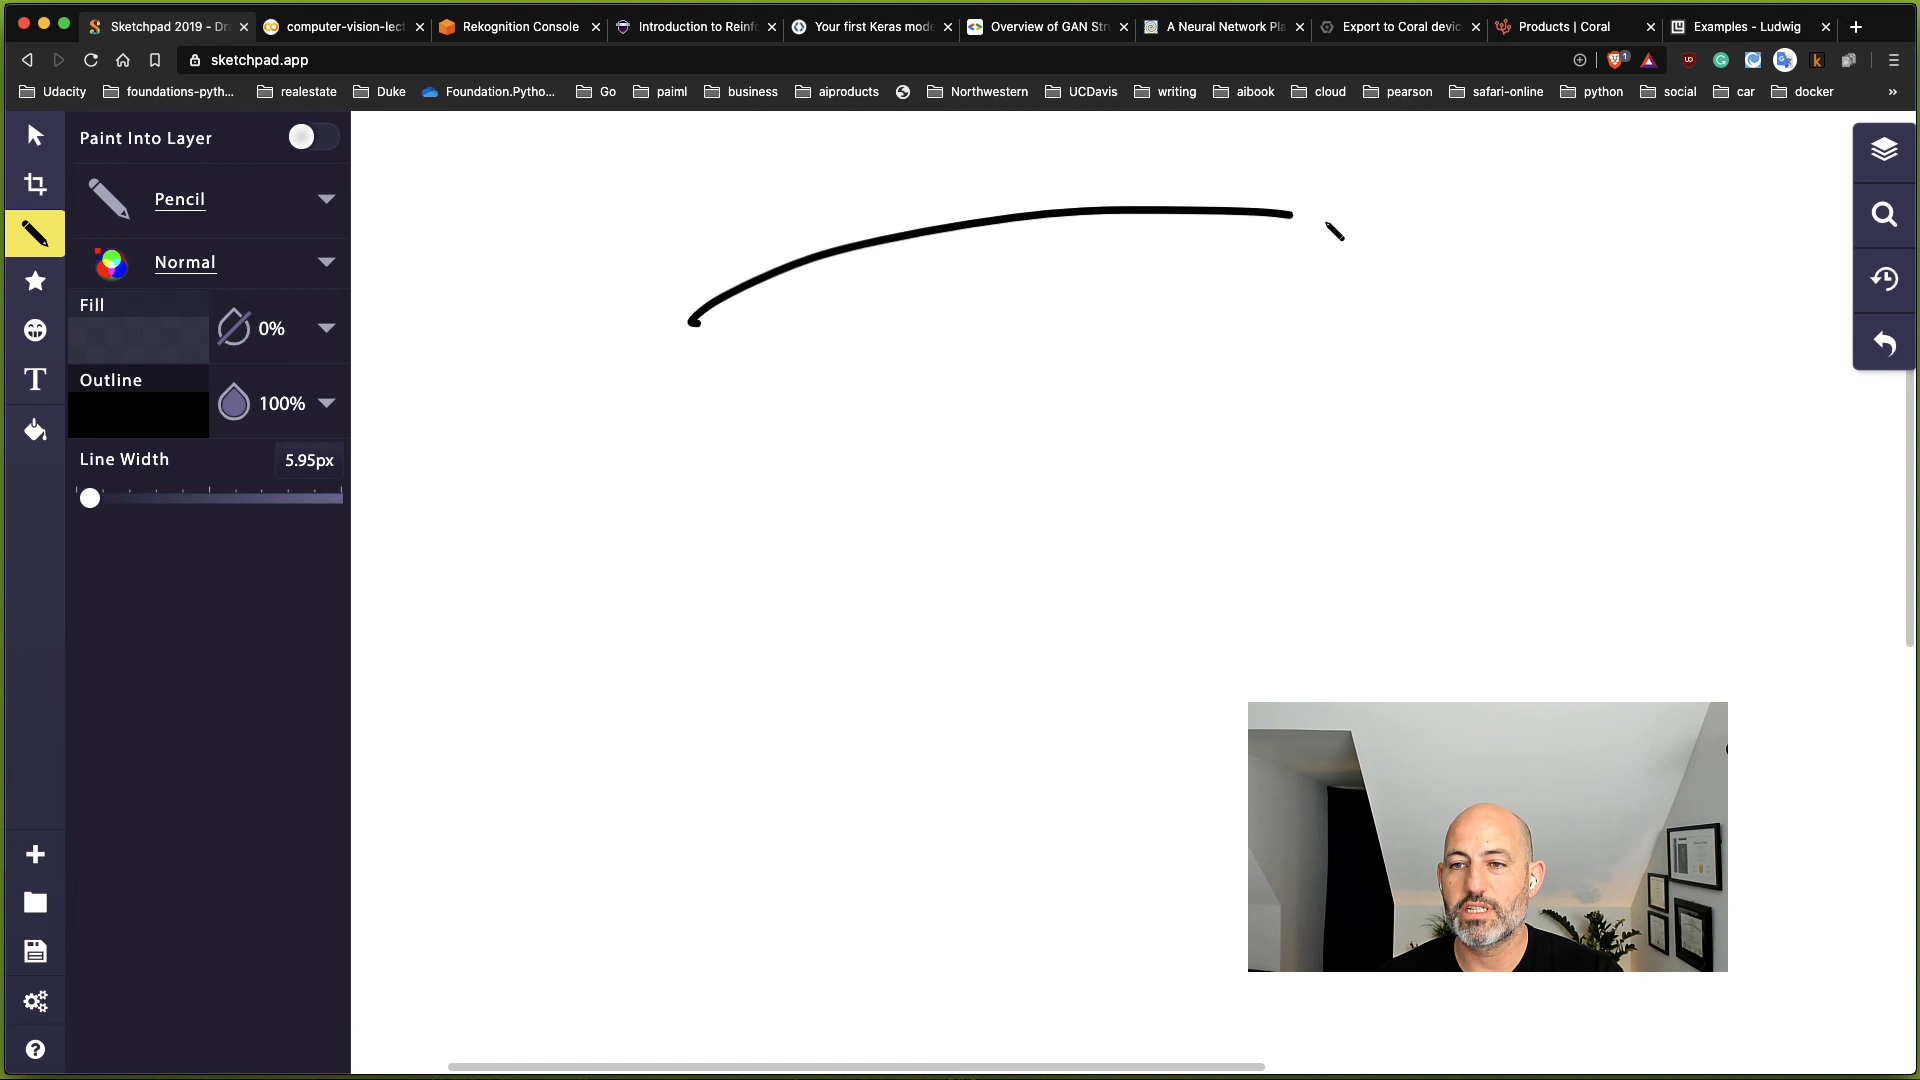 Sketchpad 2019 - Dr
computer-vision-lect
Rekognition Console
Introduction to Reinf
Your first Keras mode
Overview of GAN Str
A Neural Network Pla
Export to Coral devic
Products | Coral
Examples - Ludwig
sketchpad.app
1
Udacity
foundations-pyth...
realestate
Duke
Foundation.Pytho...
Go
paiml
business
aiproducts
Northwestern
UCDavis
writing
aibook
cloud
pearson
safari-online
python
social
car
docker
»
Paint Into Layer
Pencil
Normal
Fill
0%
Outline
100%
Line Width
5.95px